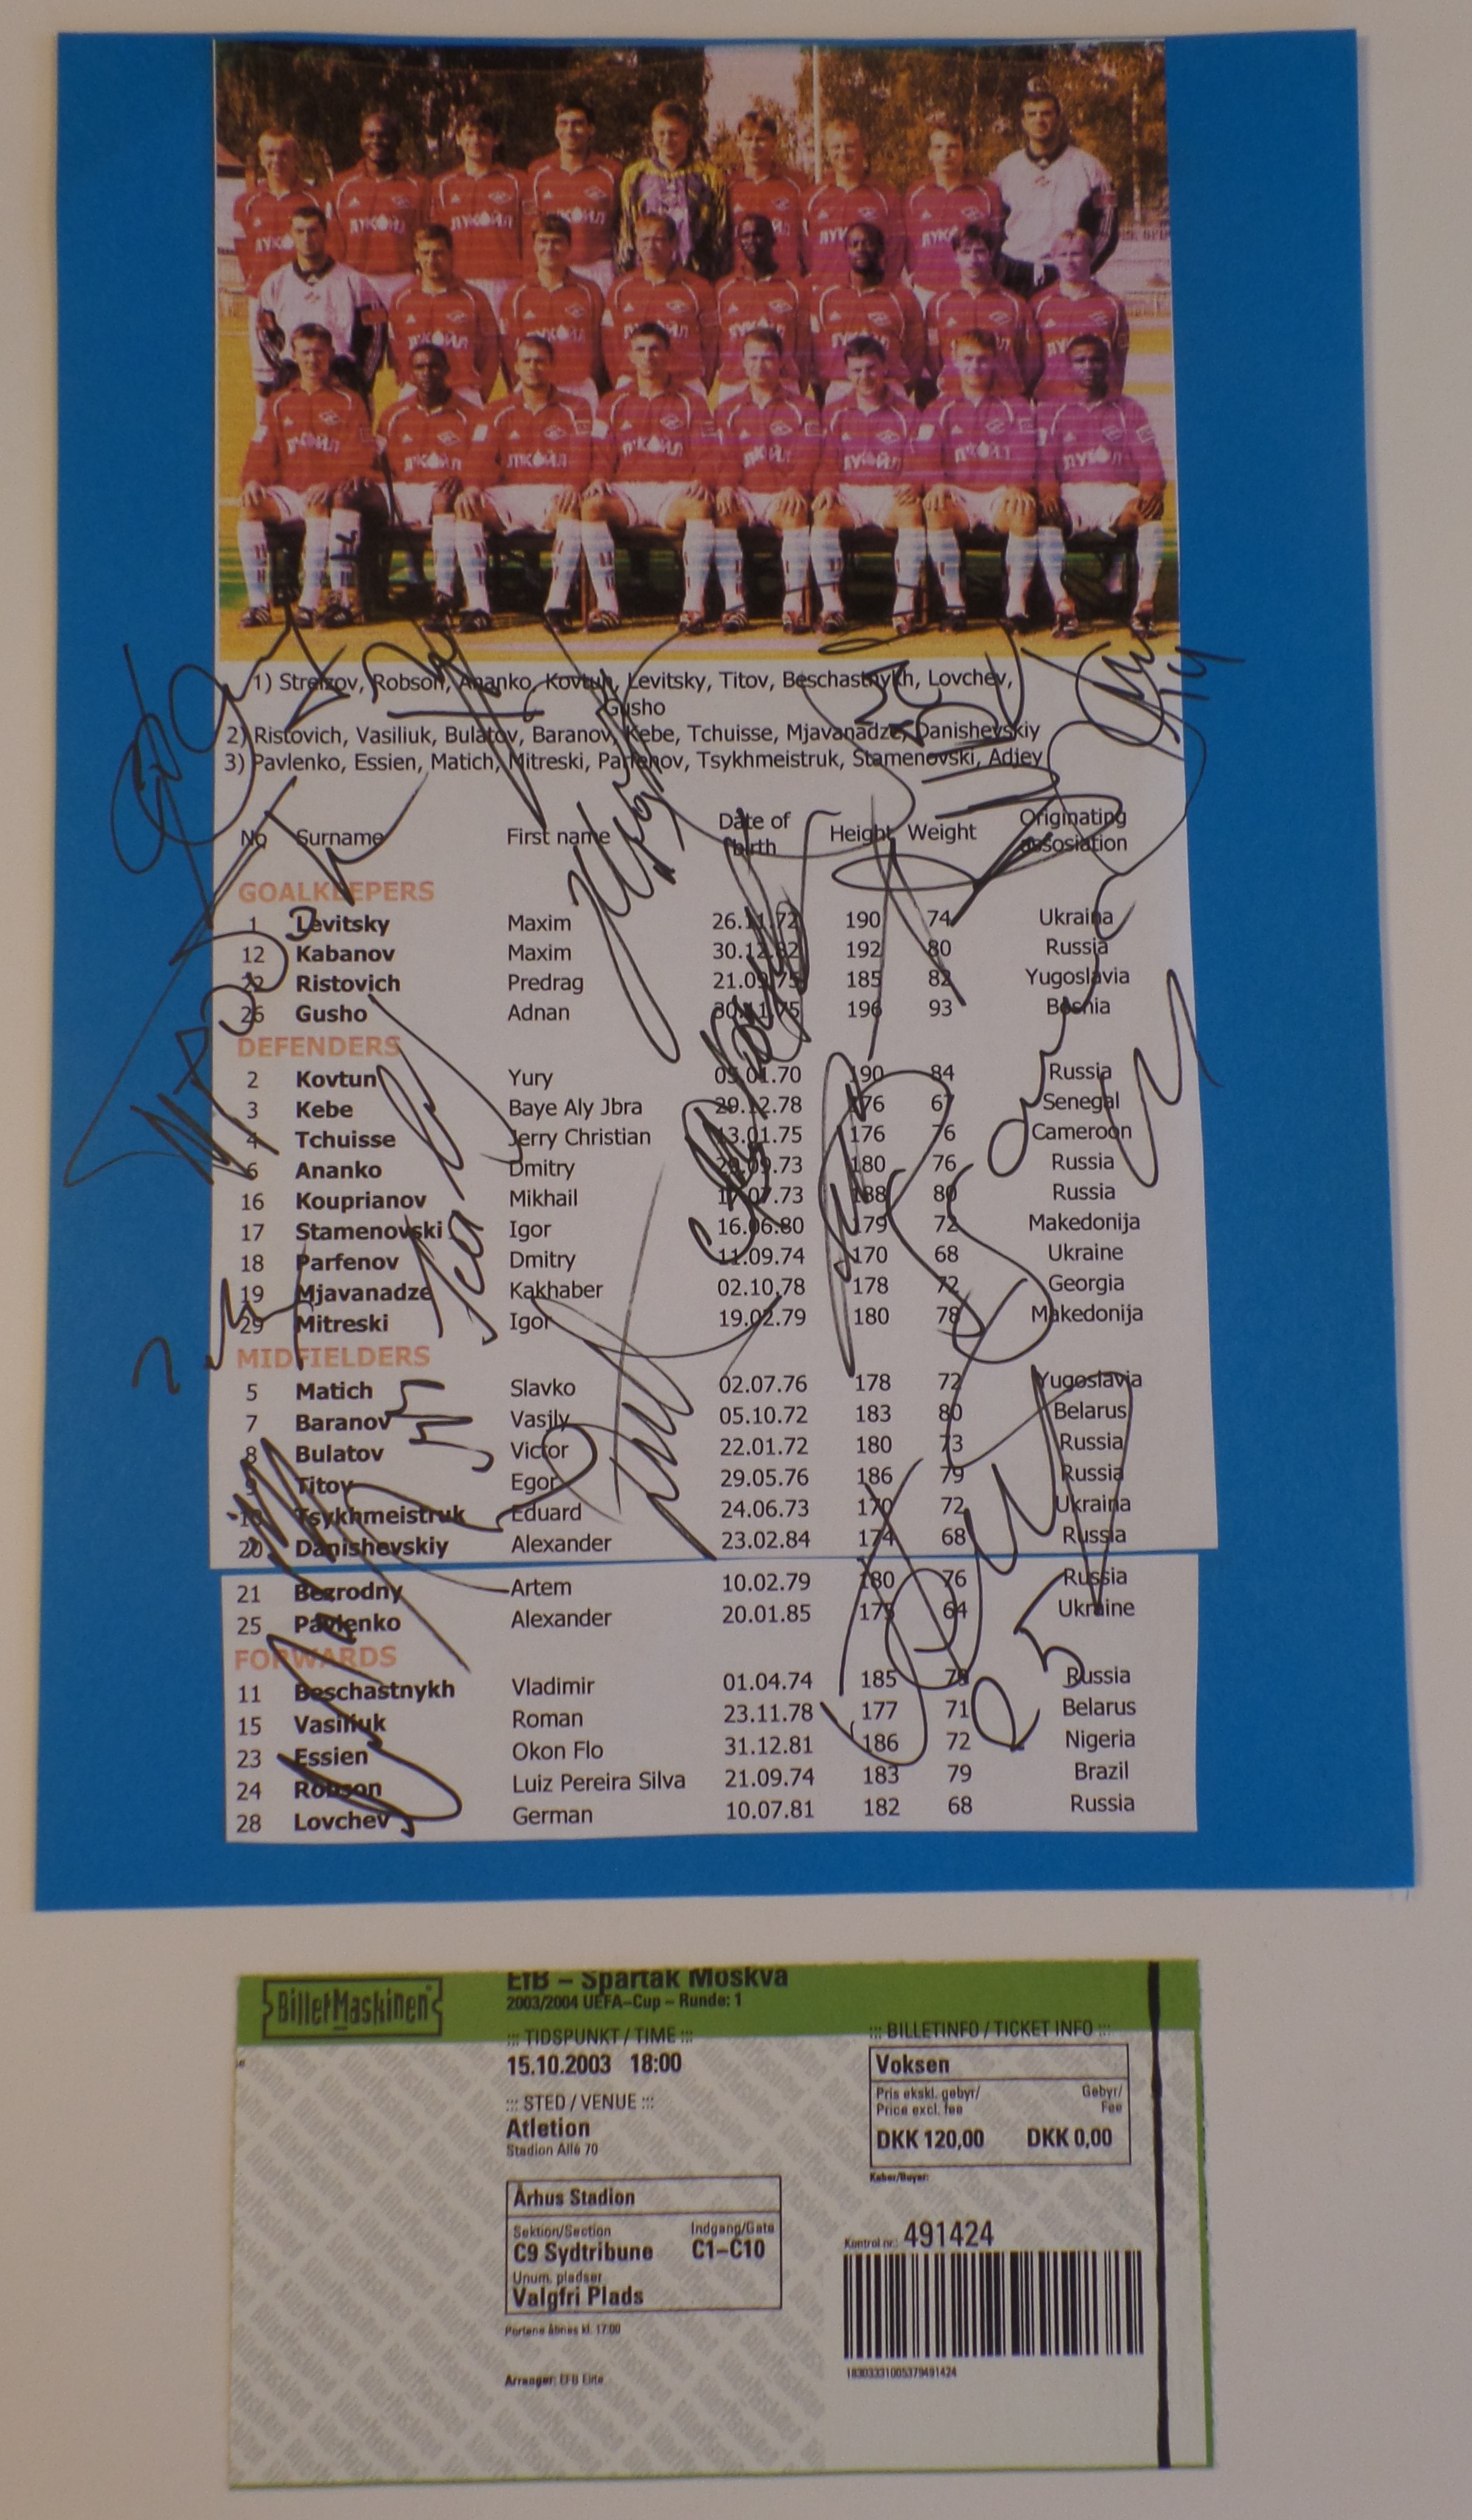 ЛУКОЙЛ
1) Strelzov, Robson, Ananko, Kovtun, Levitsky, Titov, Beschastnykh, Lovchev,
Gusho
2) Ristovich, Vasiliuk, Bulatov, Baranov, Kebe, Tchuisse, Mjavanadze, Danishevskiy
3) Pavlenko, Essien, Matich, Mitreski, Parfenov, Tsykhmeistruk, Stamenovski, Adjey
No Surname First name Date of birth Height Weight Originating assosiation
GOALKEEPERS
1 Levitsky Maxim 26.11.72 190 74 Ukraina
12 Kabanov Maxim 30.12.82 192 80 Russia
22 Ristovich Predrag 21.09.75 185 82 Yugoslavia
26 Gusho Adnan 30.11.75 196 93 Bosnia
DEFENDERS
2 Kovtun Yury 05.01.70 190 84 Russia
3 Kebe Baye Aly Jbra 29.12.78 176 67 Senegal
4 Tchuisse Jerry Christian 13.01.75 176 76 Cameroon
6 Ananko Dmitry 29.09.73 180 76 Russia
16 Kouprianov Mikhail 17.07.73 188 80 Russia
17 Stamenovski Igor 16.06.80 179 72 Makedonija
18 Parfenov Dmitry 11.09.74 170 68 Ukraine
19 Mjavanadze Kakhaber 02.10.78 178 72 Georgia
29 Mitreski Igor 19.02.79 180 78 Makedonija
MIDFIELDERS
5 Matich Slavko 02.07.76 178 72 Yugoslavia
7 Baranov Vasily 05.10.72 183 80 Belarus
8 Bulatov Victor 22.01.72 180 73 Russia
9 Titov Egor 29.05.76 186 79 Russia
10 Tsykhmeistruk Eduard 24.06.73 170 72 Ukraina
20 Danishevskiy Alexander 23.02.84 174 68 Russia
21 Bezrodny Artem 10.02.79 180 76 Russia
25 Pavlenko Alexander 20.01.85 175 64 Ukraine
FORWARDS
11 Beschastnykh Vladimir 01.04.74 185 Russia
15 Vasiliuk Roman 23.11.78 177 71 Belarus
23 Essien Okon Flo 31.12.81 186 72 Nigeria
24 Robson Luiz Pereira Silva 21.09.74 183 79 Brazil
28 Lovchev German 10.07.81 182 68 Russia
BilletMaskinen
EfB – Spartak Moskva
2003/2004 UEFA-Cup – Runde: 1
::: TIDSPUNKT / TIME :::
15.10.2003 18:00
::: STED / VENUE :::
Atletion
Stadion Allé 70
Århus Stadion
Sektion/Section Indgang/Gate
C9 Sydtribune C1–C10
Unum. pladser
Valgfri Plads
Portene åbnes kl. 17:00
Arrangør: EFB Elite
::: BILLETINFO / TICKET INFO :::
Voksen
Pris ekskl. gebyr/ Gebyr/
Price excl. fee Fee
DKK 120,00 DKK 0,00
Køber/Buyer:
Kontrol nr.: 491424
18303331005379491424